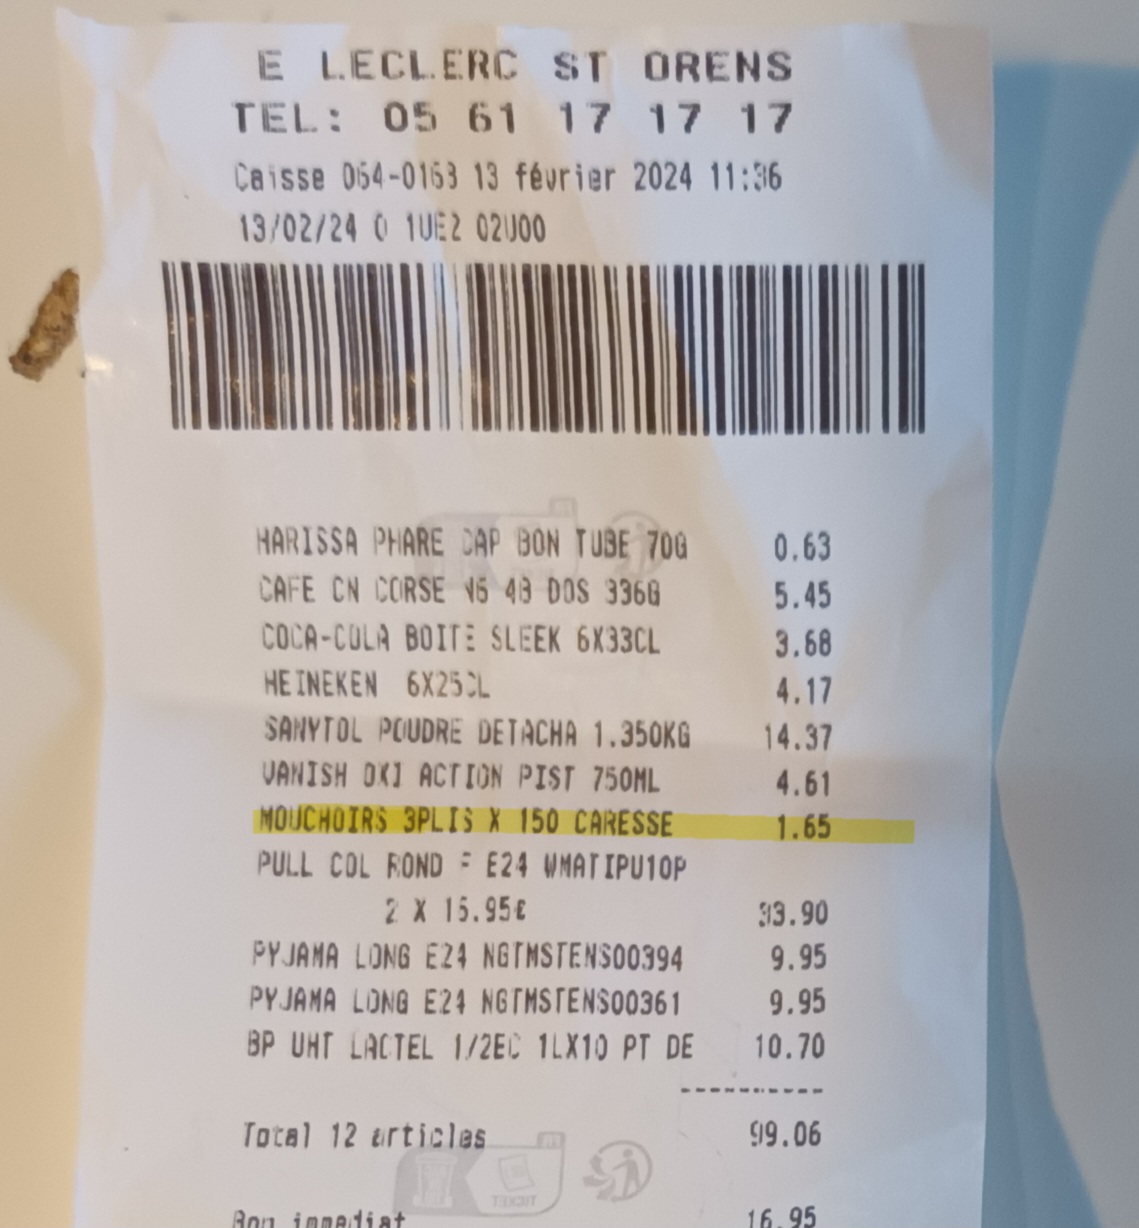 E LECLERC ST ORENS
TEL: 05 61 17 17 17
Caisse 064-0163 13 février 2024 11:36
13/02/24 0 1UE2 02U00
HARISSA PHARE CAP BON TUBE 70G 0.63
CAFE CN CORSE N6 48 DOS 336G 5.45
COCA-COLA BOITE SLEEK 6X33CL 3.68
HEINEKEN 6X25CL 4.17
SANYTOL POUDRE DETACHA 1.350KG 14.37
VANISH OXI ACTION PIST 750ML 4.61
MOUCHOIRS 3PLIS X 150 CARESSE 1.65
PULL COL ROND F E24 WMATIPU10P
2 X 16.95€ 33.90
PYJAMA LONG E24 NGTMSTENS00394 9.95
PYJAMA LONG E24 NGTMSTENS00361 9.95
BP UHT LACTEL 1/2EC 1LX10 PT DE 10.70
----------
Total 12 articles 99.06
Bon immediat 16.95